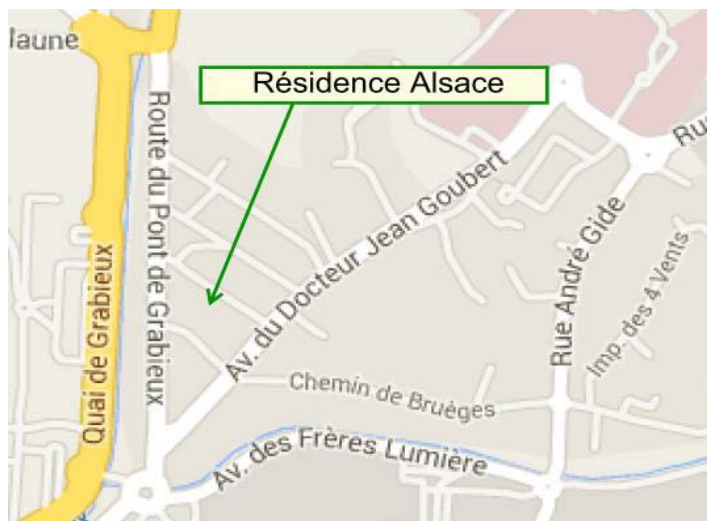 laune
Résidence Alsace
Route du Pont de Grabieux
Quai de Grabieux
Av. du Docteur Jean Goubert
Rue
Rue André Gide
Imp. des 4 Vents
Chemin de Bruèges
Av. des Frères Lumière